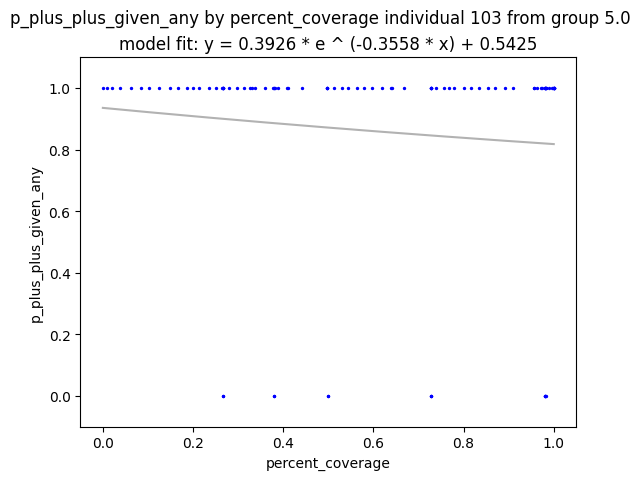 p_plus_plus_given_any by percent_coverage individual 103 from group 5.0
model fit: y = 0.3926 * e ^ (-0.3558 * x) + 0.5425
1.0
0.8
0.6
0.4
0.2
0.0
p_plus_plus_given_any
0.0 0.2 0.4 0.6 0.8 1.0
percent_coverage